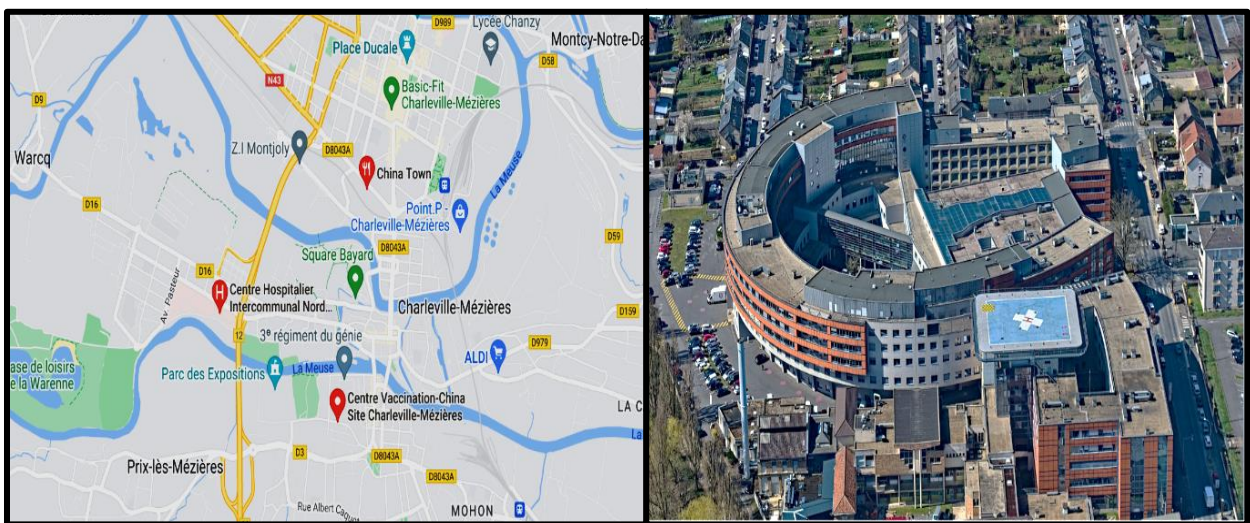 D989
Lycée Chanzy
Place Ducale
Montcy-Notre-Da
D58
N43
Basic-Fit
Charleville-Mézières
D9
Z.I Montjoly
D8043A
Warcq
China Town
La Meuse
D16
Point.P -
Charleville-Mézières
D59
D8043A
Square Bayard
D16
Av. Pasteur
Centre Hospitalier
Intercommunal Nord...
Charleville-Mézières
D159
12
3e régiment du génie
D979
ALDI
ase de loisirs
e la Warenne
Parc des Expositions
La Meuse
Centre Vaccination-China
Site Charleville-Mézières
LA C
La
D3
D8043A
Prix-lès-Mézières
D8043A
Rue Albert Caquot
MOHON